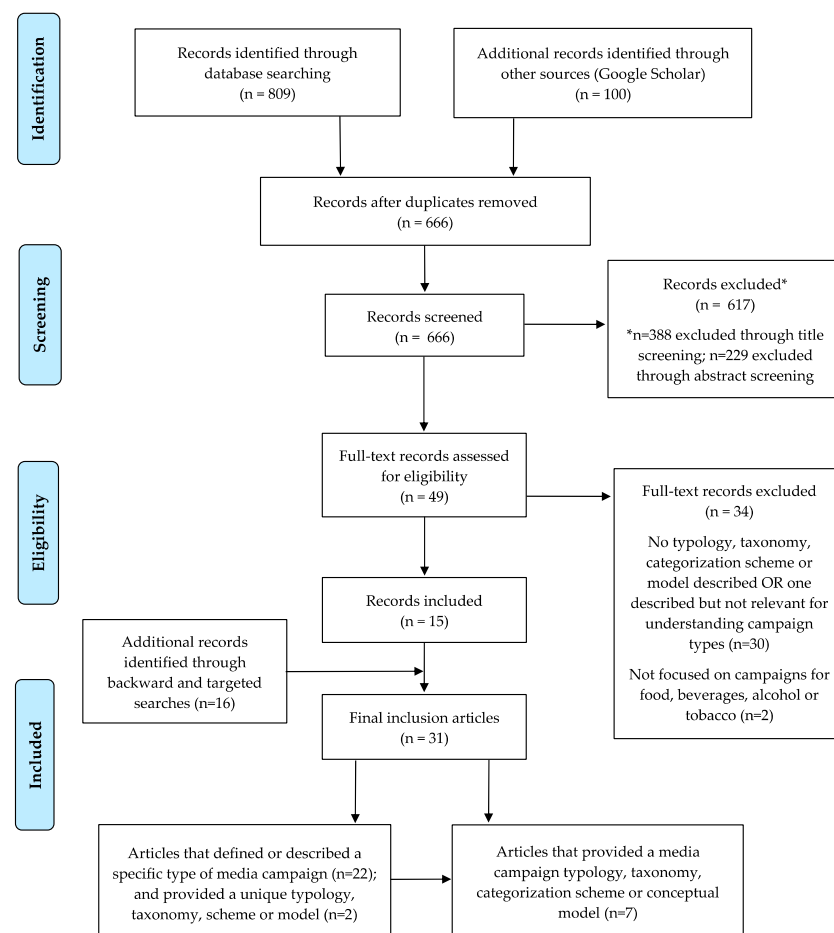 Identification
Records identified through
database searching
(n = 809)
Additional records identified through
other sources (Google Scholar)
(n = 100)
Records after duplicates removed
(n = 666)
Screening
Records screened
(n = 666)
Records excluded*
(n = 617)
*n=388 excluded through title
screening; n=229 excluded
through abstract screening
Eligibility
Full-text records assessed
for eligibility
(n = 49)
Full-text records excluded
(n = 34)
No typology, taxonomy,
categorization scheme or
model described OR one
described but not relevant for
understanding campaign
types (n=30)
Not focused on campaigns for
food, beverages, alcohol or
tobacco (n=2)
Records included
(n = 15)
Additional records
identified through
backward and targeted
searches (n=16)
Included
Final inclusion articles
(n = 31)
Articles that defined or described a
specific type of media campaign (n=22);
and provided a unique typology,
taxonomy, scheme or model (n=2)
Articles that provided a media
campaign typology, taxonomy,
categorization scheme or conceptual
model (n=7)